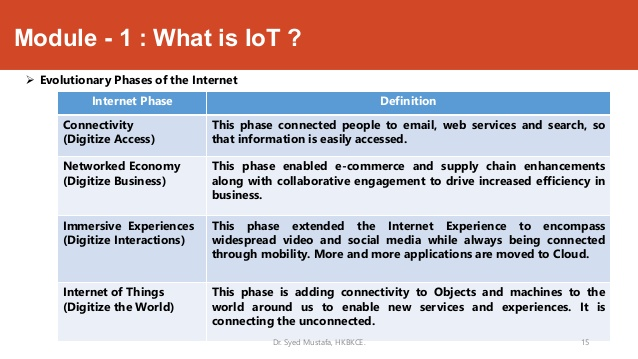 Module - 1 : What is IoT ?
➢ Evolutionary Phases of the Internet
Internet Phase
Definition
Connectivity
(Digitize Access)
This phase connected people to email, web services and search, so
that information is easily accessed.
Networked Economy
(Digitize Business)
This phase enabled e-commerce and supply chain enhancements
along with collaborative engagement to drive increased efficiency in
business.
Immersive Experiences
(Digitize Interactions)
This phase extended the Internet Experience to encompass
widespread video and social media while always being connected
through mobility. More and more applications are moved to Cloud.
Internet of Things
(Digitize the World)
This phase is adding connectivity to Objects and machines to the
world around us to enable new services and experiences. It is
connecting the unconnected.
Dr. Syed Mustafa, HKBKCE.
15